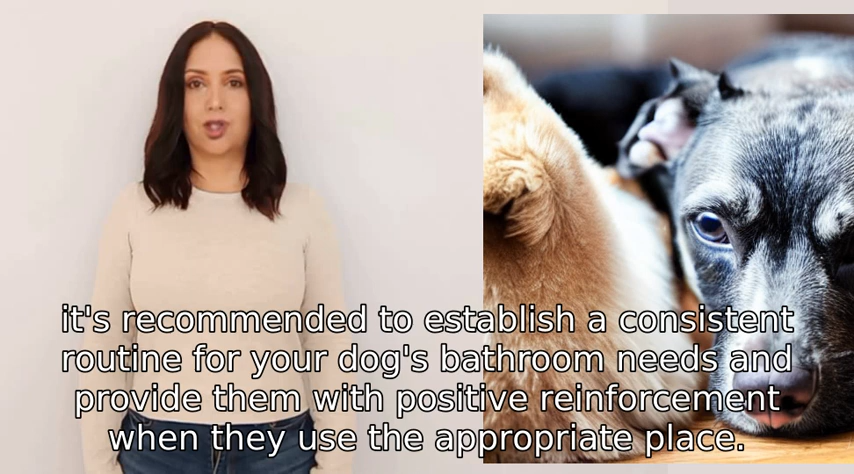 it's recommended to establish a consistent
routine for your dog's bathroom needs and
provide them with positive reinforcement
when they use the appropriate place.